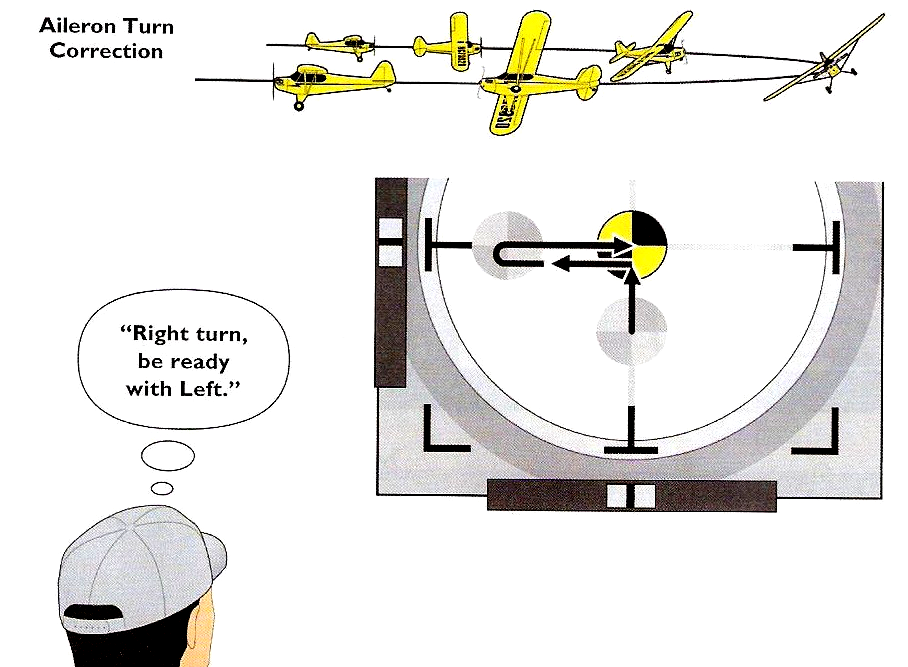 Aileron Turn
Correction
“Right turn,
be ready
with Left.”